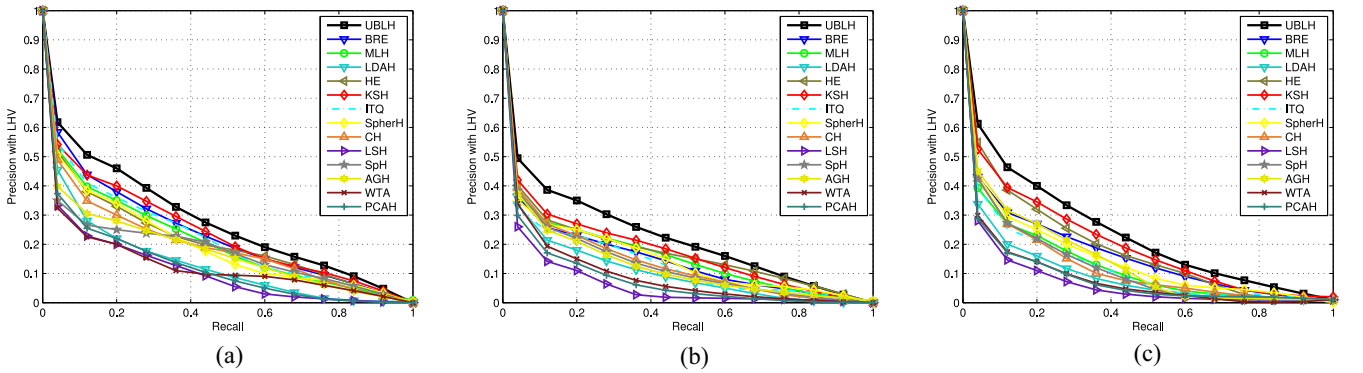 1
0.9
0.8
0.7
0.6
0.5
0.4
0.3
0.2
0.1
0
Precision with LHV
0 0.2 0.4 0.6 0.8 1
Recall
UBLH
BRE
MLH
LDAH
HE
KSH
ITQ
SpherH
CH
LSH
SpH
AGH
WTA
PCAH
(a)
1
0.9
0.8
0.7
0.6
0.5
0.4
0.3
0.2
0.1
0
Precision with LHV
0 0.2 0.4 0.6 0.8 1
Recall
UBLH
BRE
MLH
LDAH
HE
KSH
ITQ
SpherH
CH
LSH
SpH
AGH
WTA
PCAH
(b)
1
0.9
0.8
0.7
0.6
0.5
0.4
0.3
0.2
0.1
0
Precision with LHV
0 0.2 0.4 0.6 0.8 1
Recall
UBLH
BRE
MLH
LDAH
HE
KSH
ITQ
SpherH
CH
LSH
SpH
AGH
WTA
PCAH
(c)